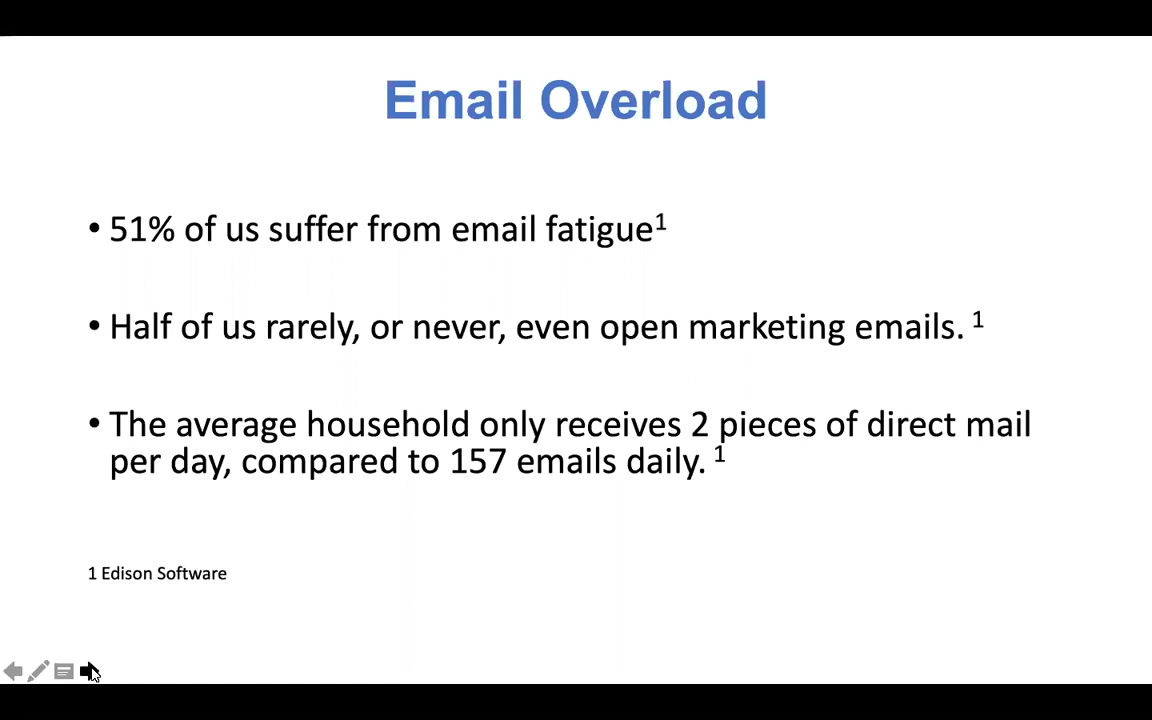 Email Overload
• 51% of us suffer from email fatigue¹
• Half of us rarely, or never, even open marketing emails. ¹
• The average household only receives 2 pieces of direct mail
per day, compared to 157 emails daily. ¹
1 Edison Software